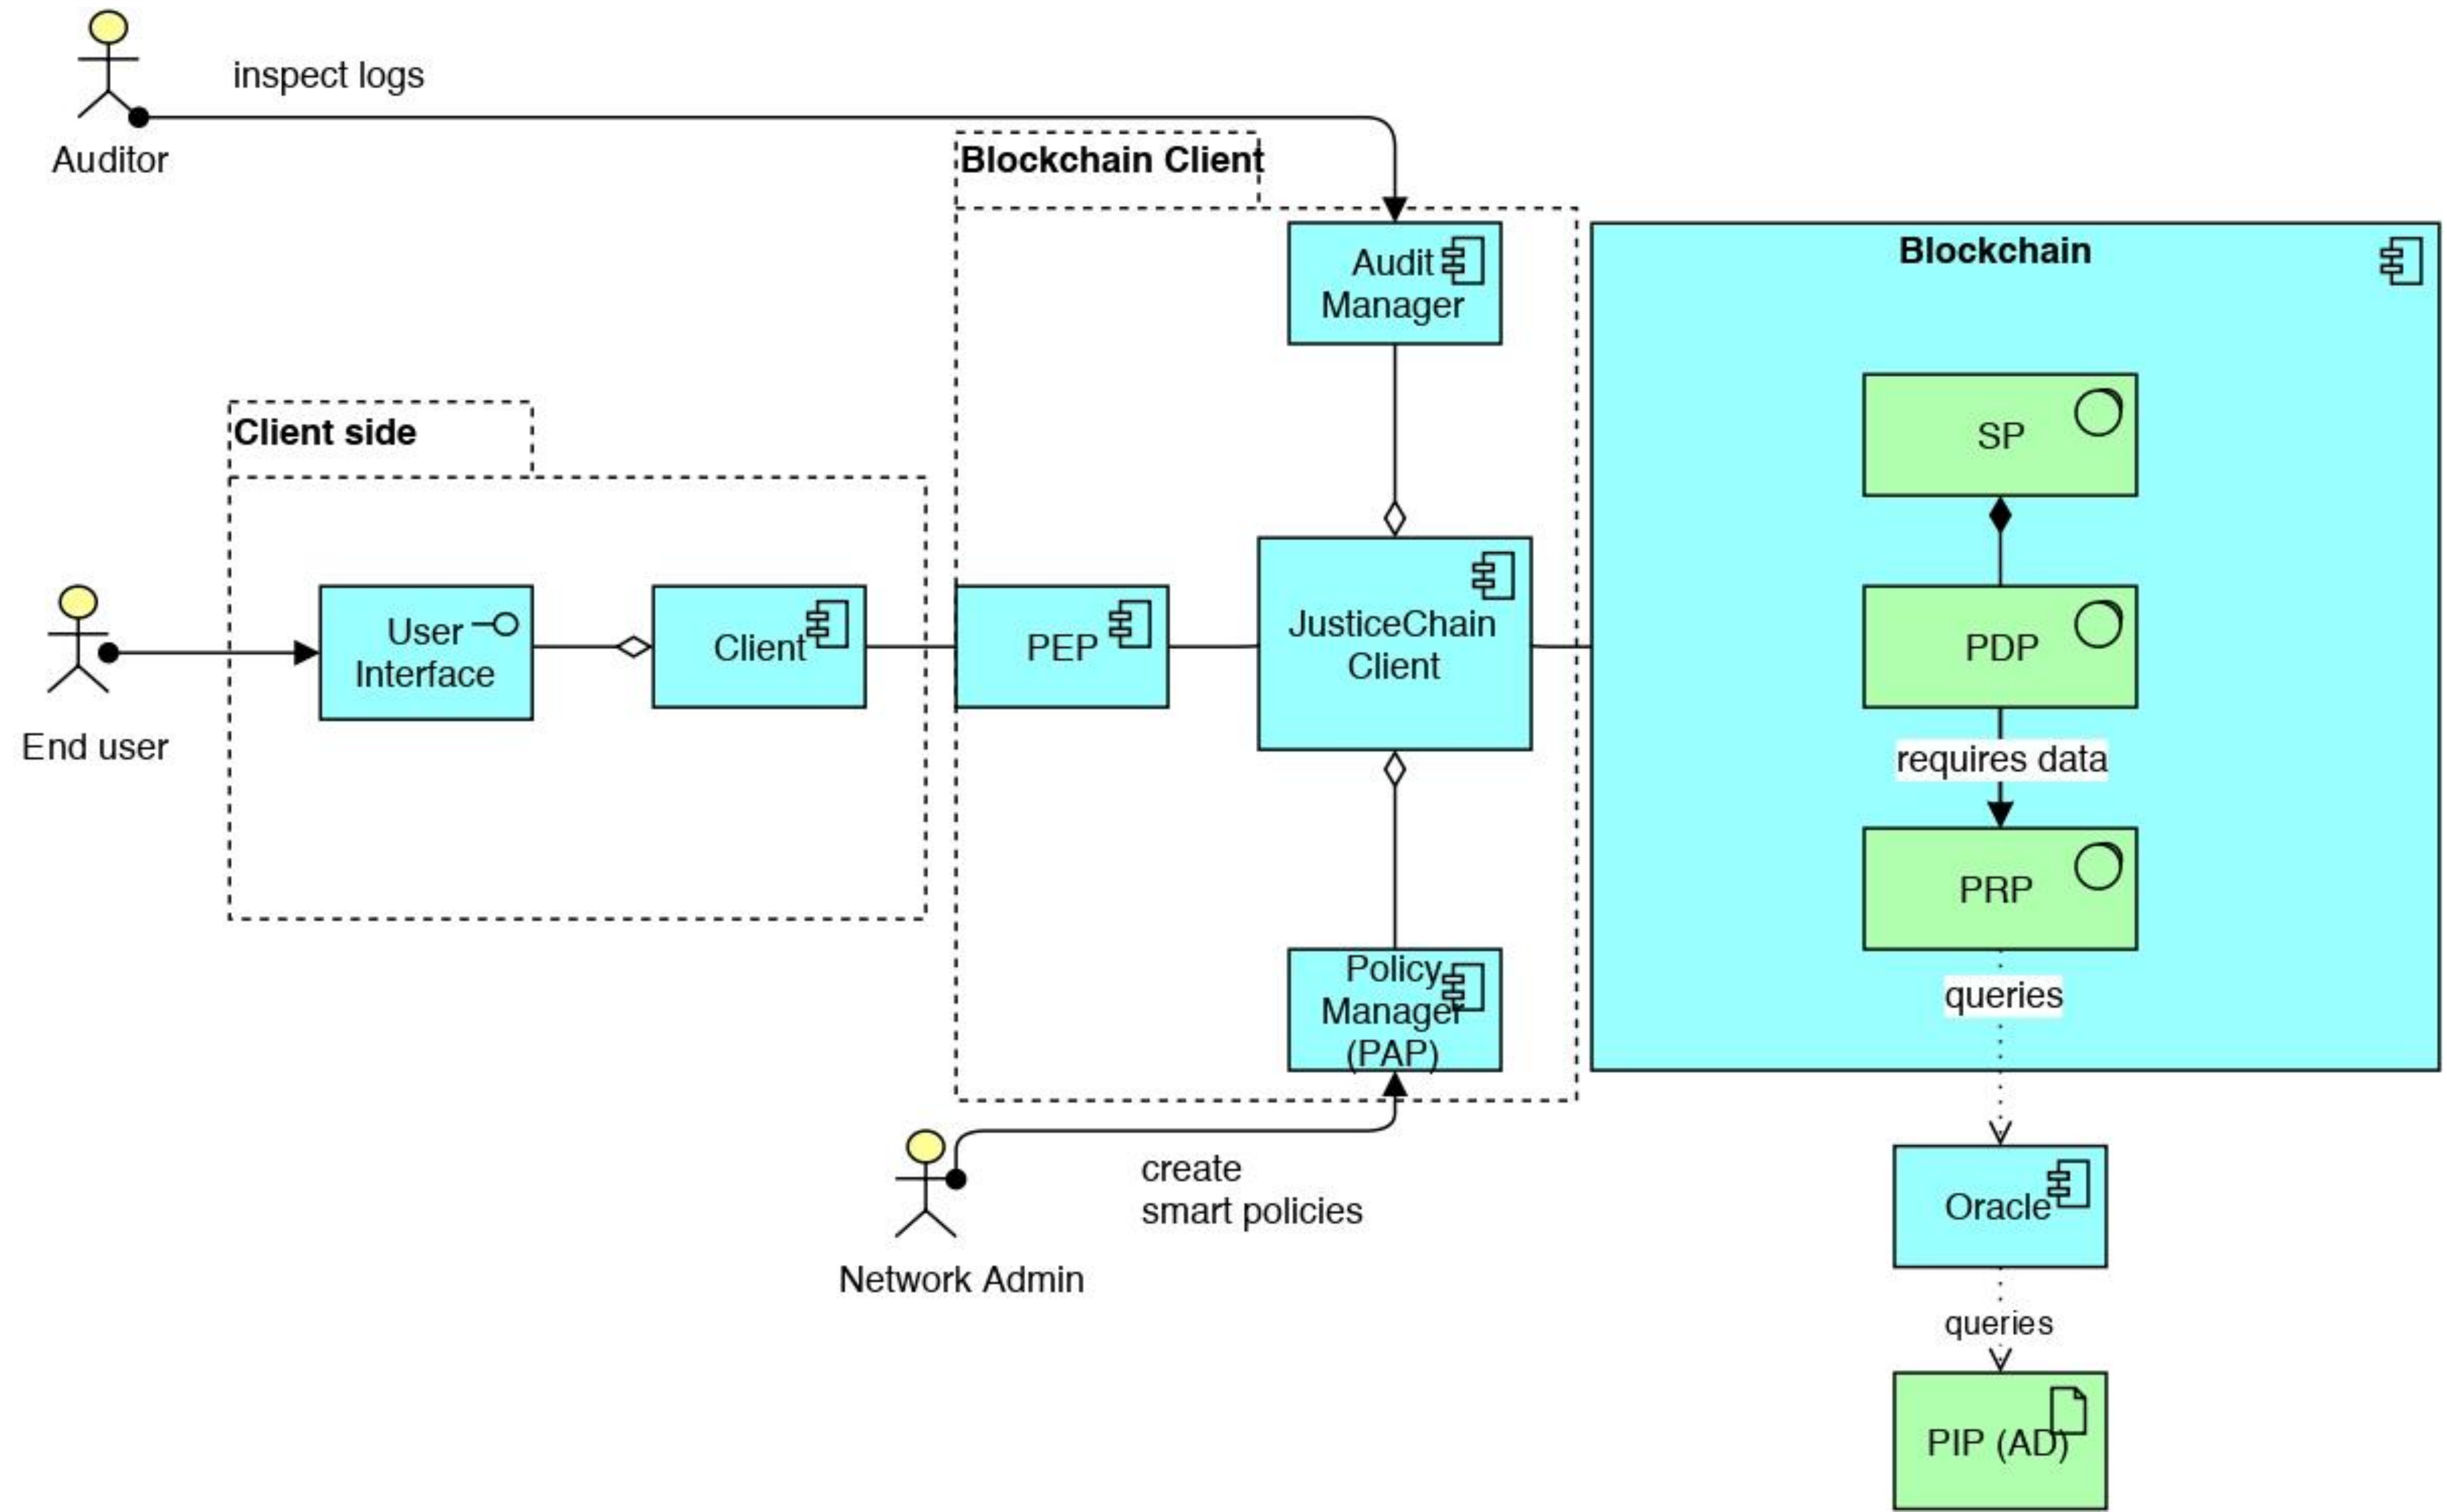 inspect logs
Auditor
Blockchain Client
Audit
Manager
Blockchain
SP
Client side
User
Interface
Client
PEP
JusticeChain
Client
PDP
requires data
End user
PRP
Policy
Manager
(PAP)
queries
create
smart policies
Network Admin
Oracle
queries
PIP (AD)